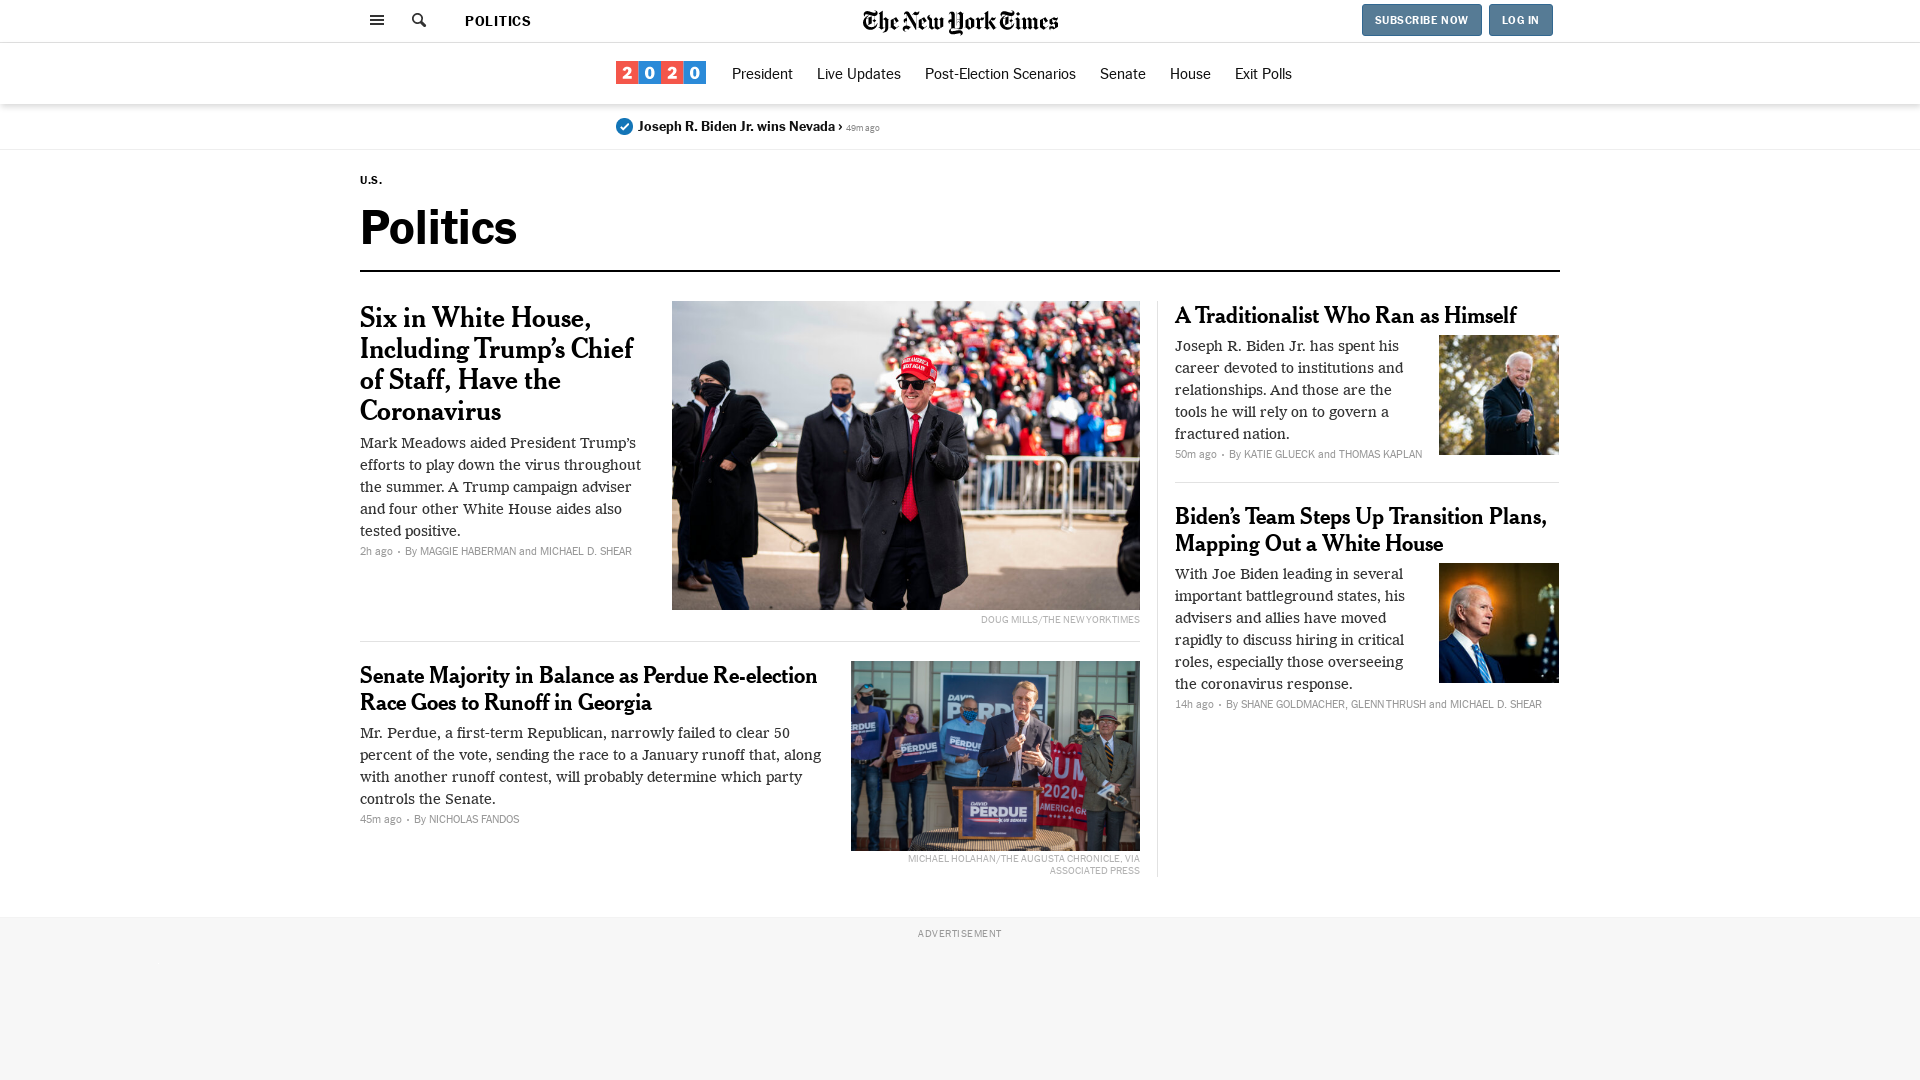 POLITICS
The New York Times
SUBSCRIBE NOW
LOG IN
2020
President
Live Updates
Post-Election Scenarios
Senate
House
Exit Polls
Joseph R. Biden Jr. wins Nevada › 49m ago
U.S.
Politics
Six in White House,
Including Trump’s Chief
of Staff, Have the
Coronavirus
Mark Meadows aided President Trump’s
efforts to play down the virus throughout
the summer. A Trump campaign adviser
and four other White House aides also
tested positive.
2h ago • By MAGGIE HABERMAN and MICHAEL D. SHEAR
DOUG MILLS/THE NEW YORK TIMES
Senate Majority in Balance as Perdue Re-election
Race Goes to Runoff in Georgia
Mr. Perdue, a first-term Republican, narrowly failed to clear 50
percent of the vote, sending the race to a January runoff that, along
with another runoff contest, will probably determine which party
controls the Senate.
45m ago • By NICHOLAS FANDOS
DAVID
PERDUE
PERDUE
PERDUE
PERDUE
DAVID
PERDUE
2020
MICHAEL HOLAHAN/THE AUGUSTA CHRONICLE, VIA
ASSOCIATED PRESS
A Traditionalist Who Ran as Himself
Joseph R. Biden Jr. has spent his
career devoted to institutions and
relationships. And those are the
tools he will rely on to govern a
fractured nation.
50m ago • By KATIE GLUECK and THOMAS KAPLAN
Biden’s Team Steps Up Transition Plans,
Mapping Out a White House
With Joe Biden leading in several
important battleground states, his
advisers and allies have moved
rapidly to discuss hiring in critical
roles, especially those overseeing
the coronavirus response.
14h ago • By SHANE GOLDMACHER, GLENN THRUSH and MICHAEL D. SHEAR
ADVERTISEMENT